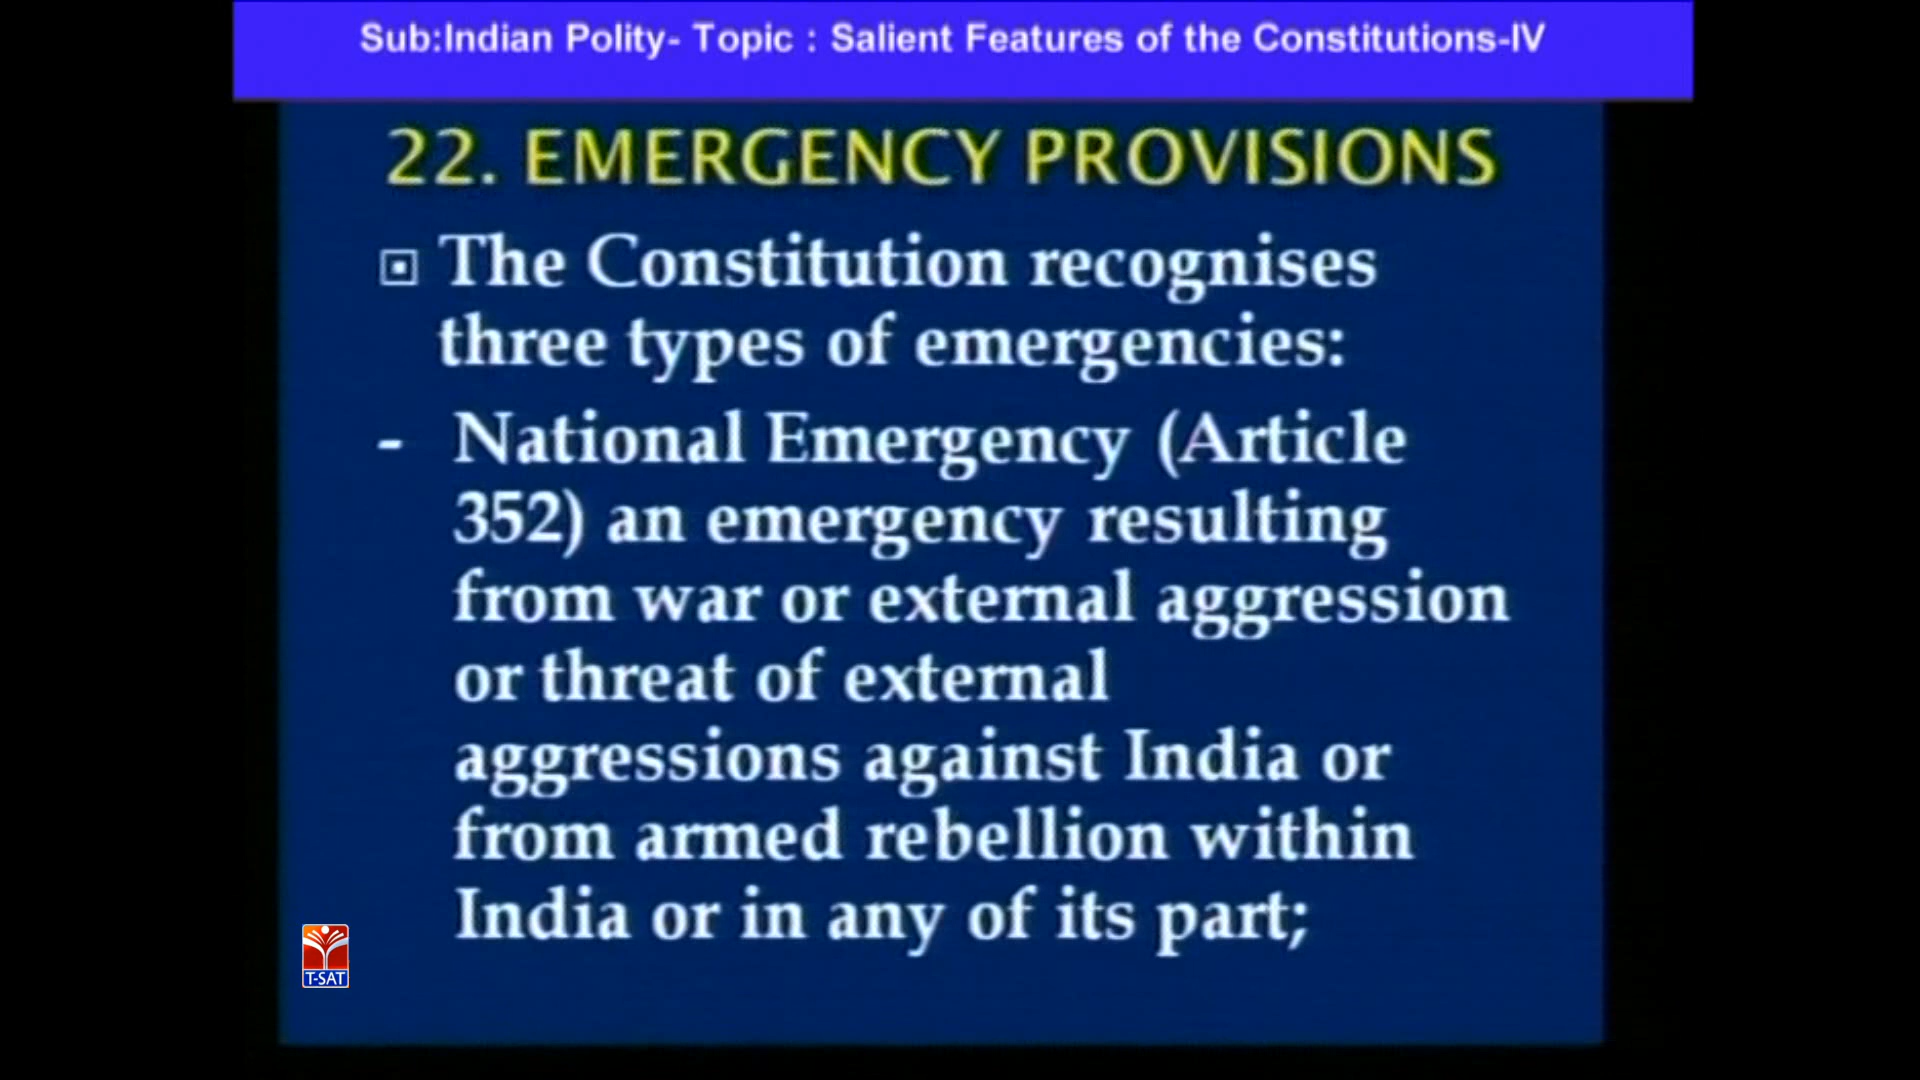 Sub:Indian Polity- Topic : Salient Features of the Constitutions-IV
22. EMERGENCY PROVISIONS
The Constitution recognises
three types of emergencies:
- National Emergency (Article
352) an emergency resulting
from war or external aggression
or threat of external
aggressions against India or
from armed rebellion within
India or in any of its part;
T-SAT